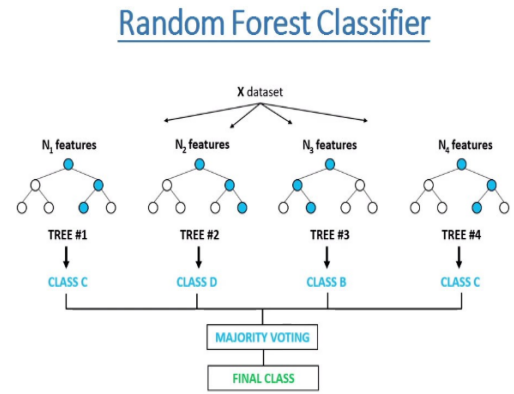 Random Forest Classifier
X dataset
N₁ features N₂ features N₃ features N₄ features
TREE #1 TREE #2 TREE #3 TREE #4
CLASS C CLASS D CLASS B CLASS C
MAJORITY VOTING
FINAL CLASS